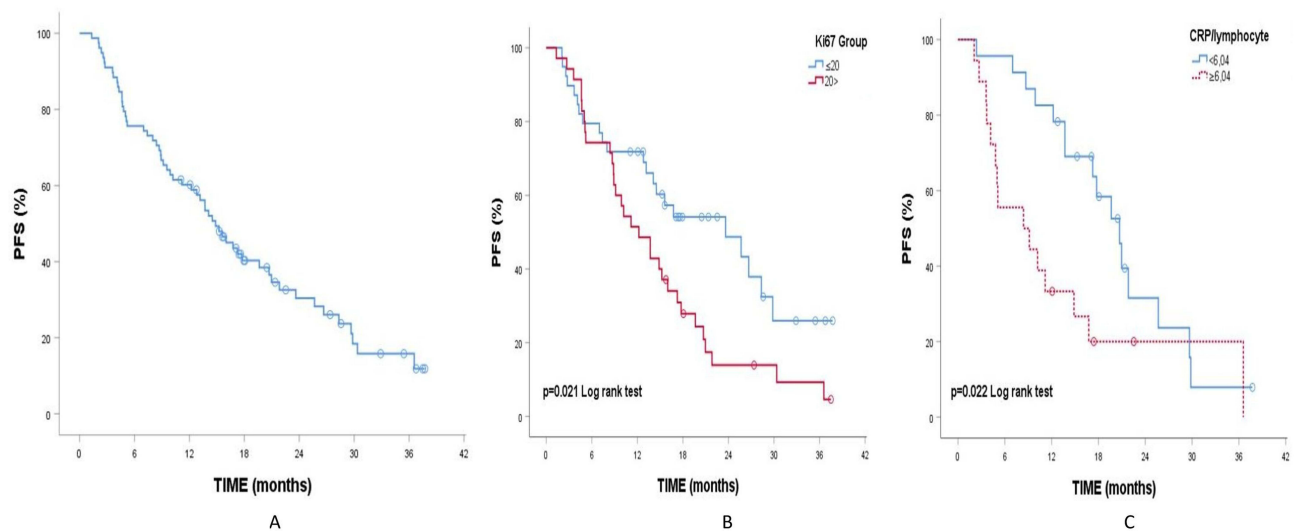 100
80
60
40
20
0
PFS (%)
0 6 12 18 24 30 36 42
TIME (months)
A
Ki67 Group
≤20
20>
100
80
60
40
20
0
PFS (%)
p=0.021 Log rank test
0 6 12 18 24 30 36 42
TIME (months)
B
CRP/lymphocyte
<6,04
≥6,04
100
80
60
40
20
0
PFS (%)
p=0.022 Log rank test
0 6 12 18 24 30 36 42
TIME (months)
C